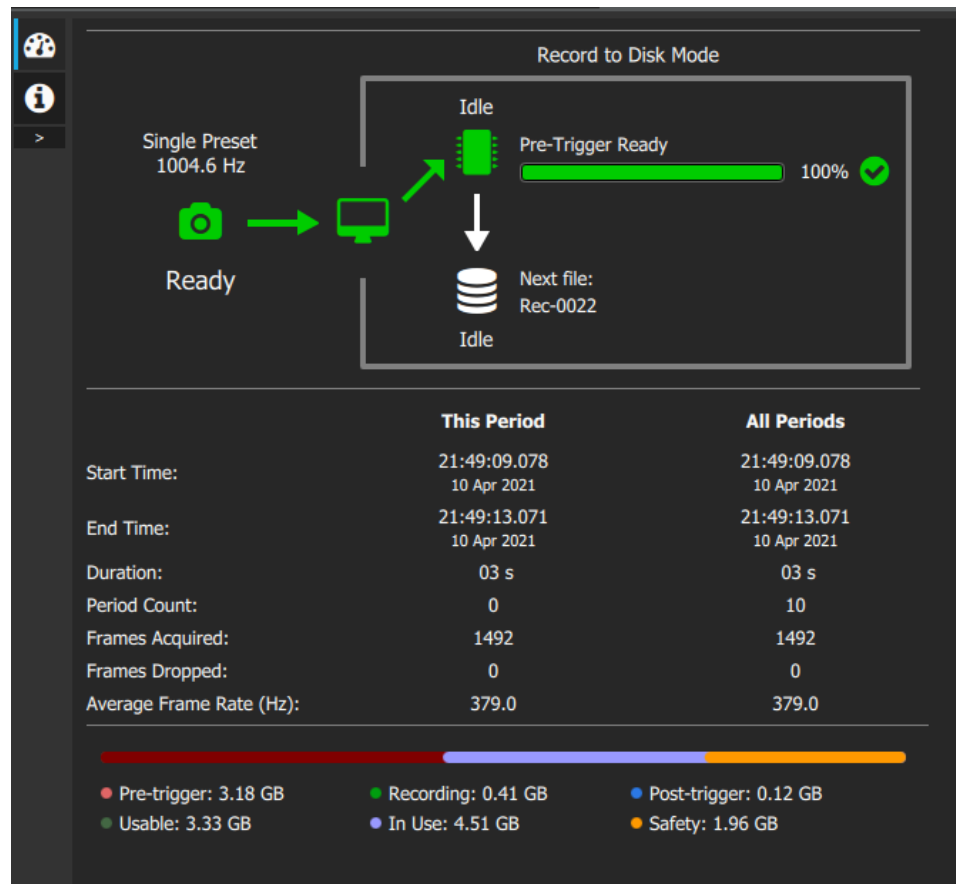 Record to Disk Mode
Idle
Single Preset
1004.6 Hz
Pre-Trigger Ready
100%
Ready
Next file:
Rec-0022
Idle
This Period All Periods
Start Time: 21:49:09.078 21:49:09.078
10 Apr 2021 10 Apr 2021
End Time: 21:49:13.071 21:49:13.071
10 Apr 2021 10 Apr 2021
Duration: 03 s 03 s
Period Count: 0 10
Frames Acquired: 1492 1492
Frames Dropped: 0 0
Average Frame Rate (Hz): 379.0 379.0
Pre-trigger: 3.18 GB Recording: 0.41 GB Post-trigger: 0.12 GB
Usable: 3.33 GB In Use: 4.51 GB Safety: 1.96 GB